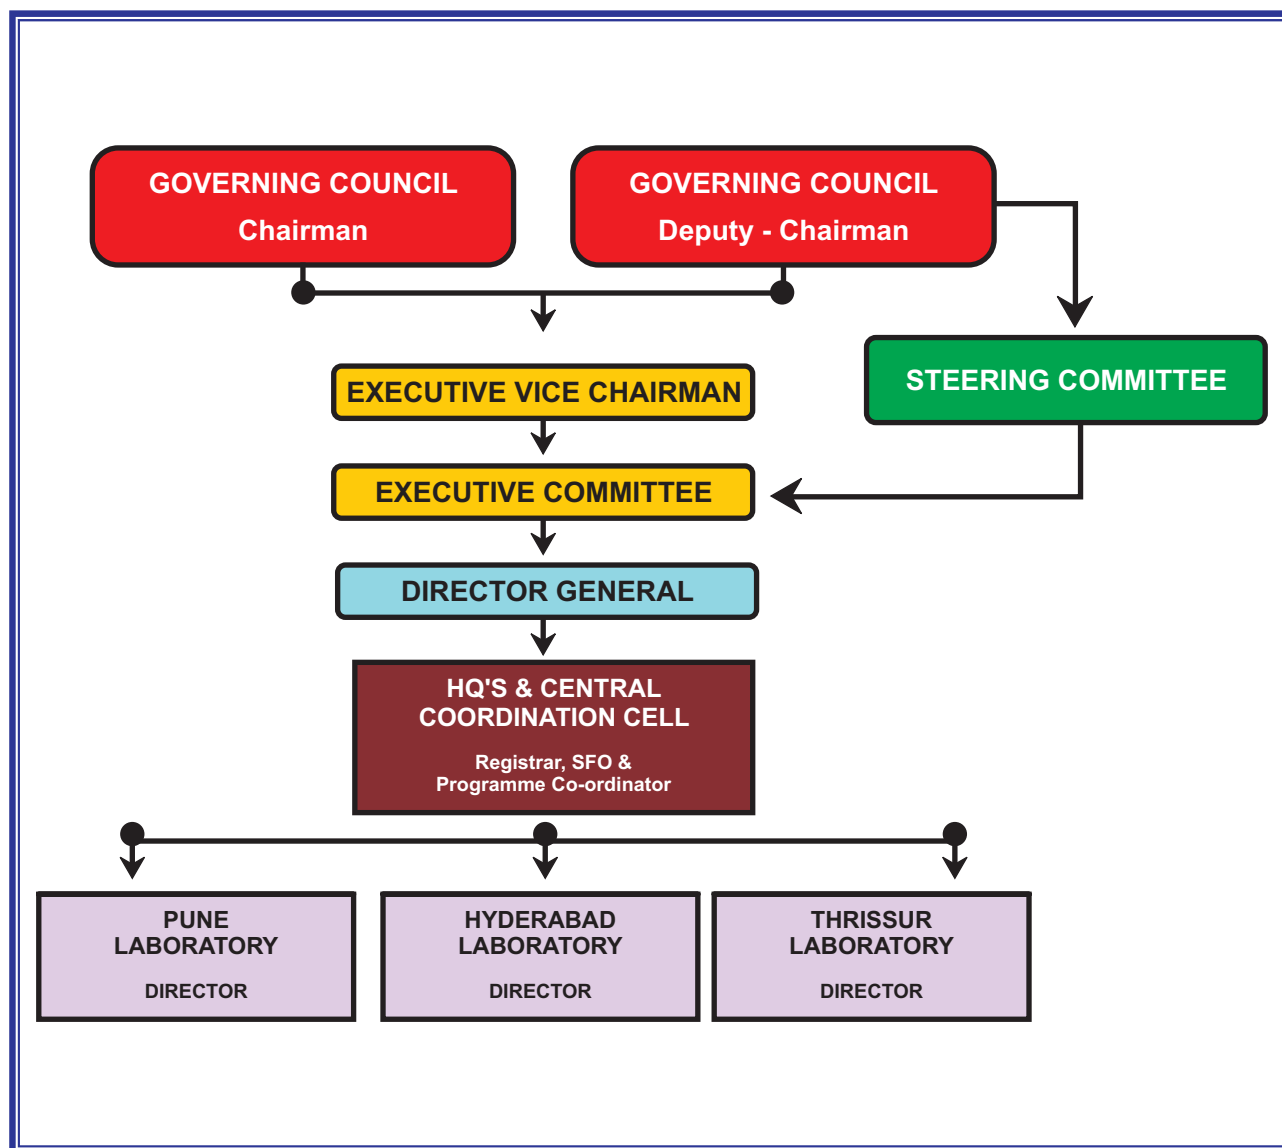 GOVERNING COUNCIL
Chairman
GOVERNING COUNCIL
Deputy - Chairman
STEERING COMMITTEE
EXECUTIVE VICE CHAIRMAN
EXECUTIVE COMMITTEE
DIRECTOR GENERAL
HQ'S & CENTRAL
COORDINATION CELL
Registrar, SFO &
Programme Co-ordinator
PUNE
LABORATORY
DIRECTOR
HYDERABAD
LABORATORY
DIRECTOR
THRISSUR
LABORATORY
DIRECTOR